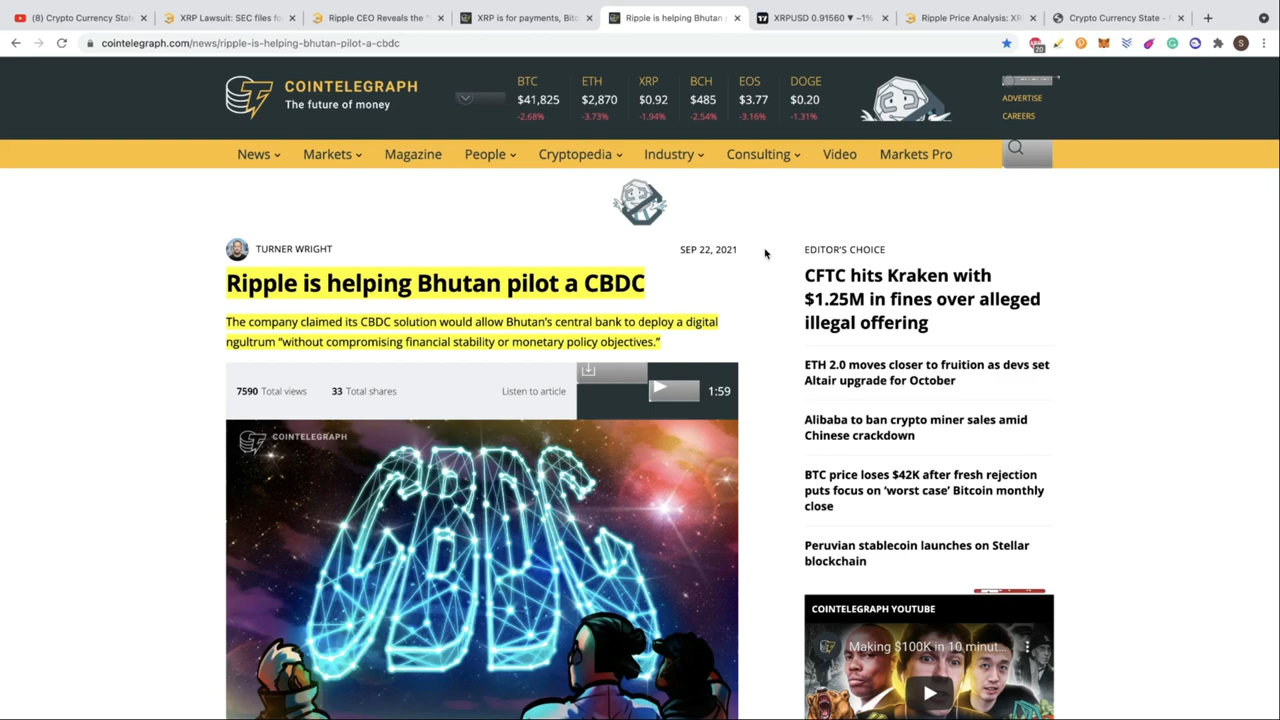 (8) Crypto Currency State
XRP Lawsuit: SEC files fo
Ripple CEO Reveals the "
XRP is for payments, Bitc
Ripple is helping Bhutan
XRPUSD 0.91560 ▼ −1%
Ripple Price Analysis: XR
Crypto Currency State -
cointelegraph.com/news/ripple-is-helping-bhutan-pilot-a-cbdc
20
S
COINTELEGRAPH
The future of money
BTC ETH XRP BCH EOS DOGE
$41,825 $2,870 $0.92 $485 $3.77 $0.20
-2.68% -3.73% -1.94% -2.54% -3.16% -1.31%
ADVERTISE
CAREERS
News Markets Magazine People Cryptopedia Industry Consulting Video Markets Pro
TURNER WRIGHT
SEP 22, 2021
Ripple is helping Bhutan pilot a CBDC
The company claimed its CBDC solution would allow Bhutan's central bank to deploy a digital
ngultrum "without compromising financial stability or monetary policy objectives."
7590 Total views 33 Total shares Listen to article 1:59
COINTELEGRAPH
CBDC
EDITOR'S CHOICE
CFTC hits Kraken with
$1.25M in fines over alleged
illegal offering
ETH 2.0 moves closer to fruition as devs set
Altair upgrade for October
Alibaba to ban crypto miner sales amid
Chinese crackdown
BTC price loses $42K after fresh rejection
puts focus on 'worst case' Bitcoin monthly
close
Peruvian stablecoin launches on Stellar
blockchain
COINTELEGRAPH YOUTUBE
Making $100K in 10 minut...